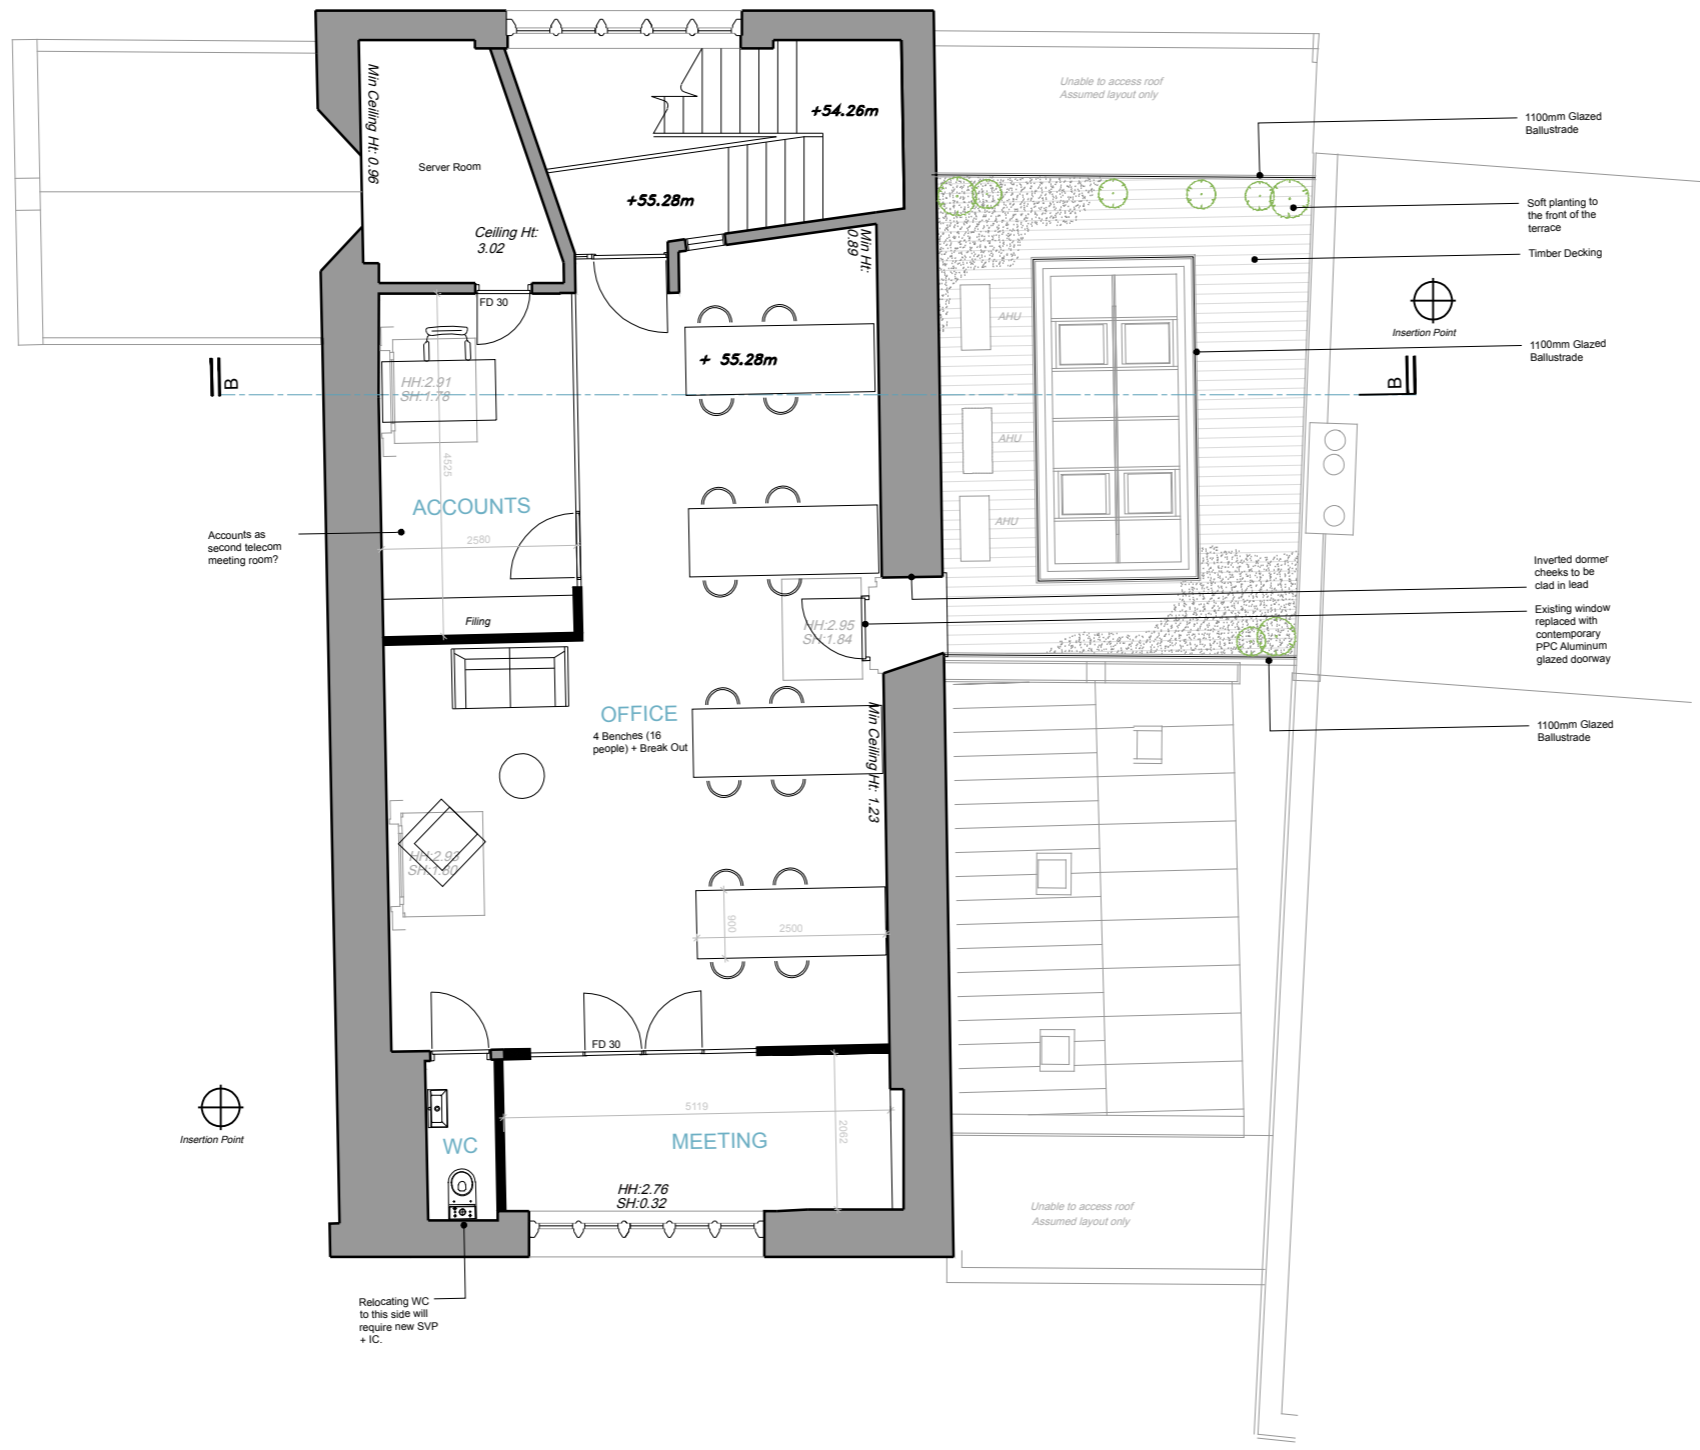 Unable to access roof
Assumed layout only
Min Ceiling Ht: 0.96
+54.26m
1100mm Glazed
Ballustrade
Server Room
+55.28m
Soft planting to
the front of the
terrace
Ceiling Ht:
3.02
Min Ht:
0.89
Timber Decking
FD 30
AHU
Insertion Point
+ 55.28m
1100mm Glazed
Ballustrade
HH:2.91
SH:1.78
B
B
AHU
4525
ACCOUNTS
Accounts as
second telecom
meeting room?
2580
AHU
Inverted dormer
cheeks to be
clad in lead
Filing
HH:2.95
SH:1.84
Existing window
replaced with
contemporary
PPC Aluminum
glazed doorway
OFFICE
4 Benches (16
people) + Break Out
Min Ceiling Ht: 1.23
1100mm Glazed
Ballustrade
HH:2.93
SH:1.80
900
2500
FD 30
5119
2062
Insertion Point
WC
MEETING
HH:2.76
SH:0.32
Unable to access roof
Assumed layout only
Relocating WC
to this side will
require new SVP
+ IC.